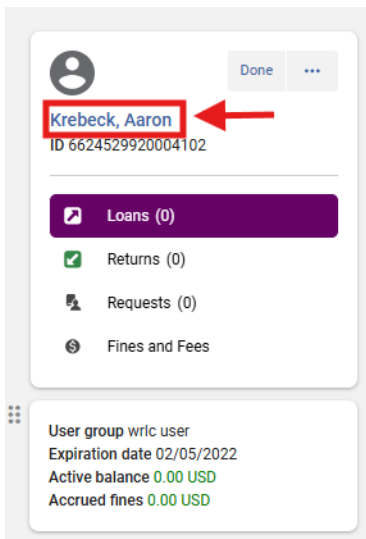 Done
Krebeck, Aaron
ID 6624529920004102
Loans (0)
Returns (0)
Requests (0)
Fines and Fees
User group wrlc user
Expiration date 02/05/2022
Active balance 0.00 USD
Accrued fines 0.00 USD